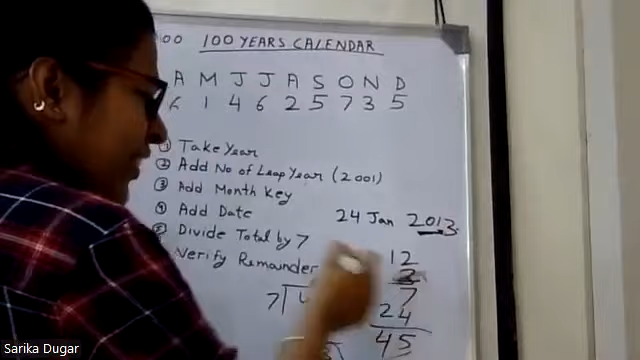 00 100 YEARS CALENDAR
A M J J A S O N D
6 1 4 6 2 5 7 3 5
① Take Year
② Add No of Leap Year (2001)
③ Add Month Key
④ Add Date
24 Jan 2013
⑤ Divide Total by 7
Verify Remainder
12
7
7
24
45
Sarika Dugar